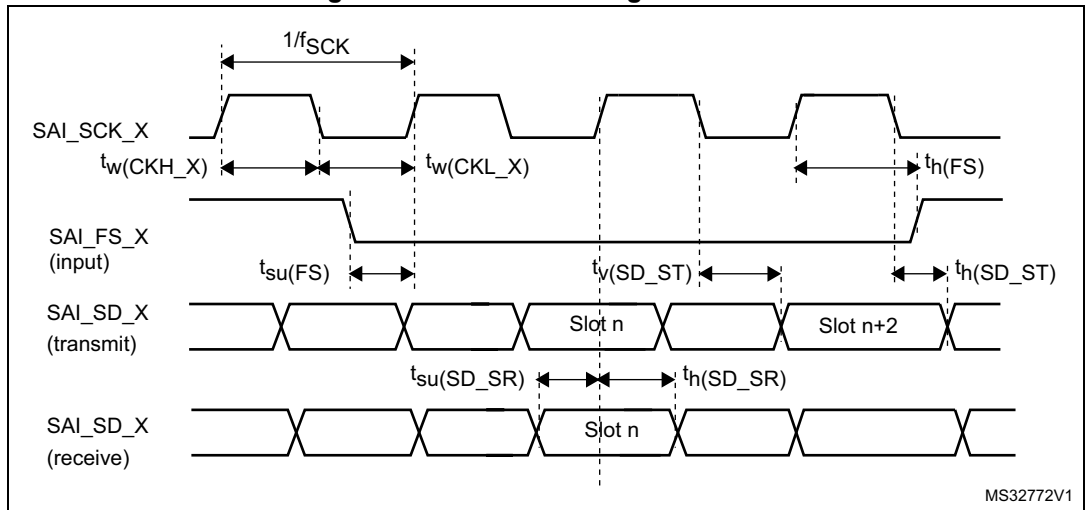 1/fSCK
SAI_SCK_X
tw(CKH_X)
tw(CKL_X)
th(FS)
SAI_FS_X
(input)
tsu(FS)
tv(SD_ST)
th(SD_ST)
SAI_SD_X
(transmit)
Slot n
Slot n+2
tsu(SD_SR)
th(SD_SR)
SAI_SD_X
(receive)
Slot n
MS32772V1